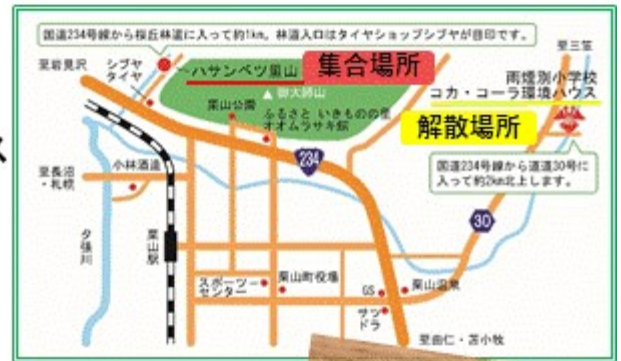 国道234号線から桜丘林道に入って約1km。林道入口はタイヤショップシブヤが目印です。
至岩見沢
シブヤ
タイヤ
ハサンベツ里山
集合場所
至三笠
雨煙別小学校
コカ・コーラ環境ハウス
解散場所
▲御大師山
栗山公園
ふるさと いきものの里
オオムラサキ館
国道234号線から道道30号に
入って約2km北上します。
234
小林酒造
至長沼
・札幌
30
夕張川
栗山駅
スポーツ
センター
栗山町役場
GS
栗山温泉
サツ
ドラ
至由仁・苫小牧